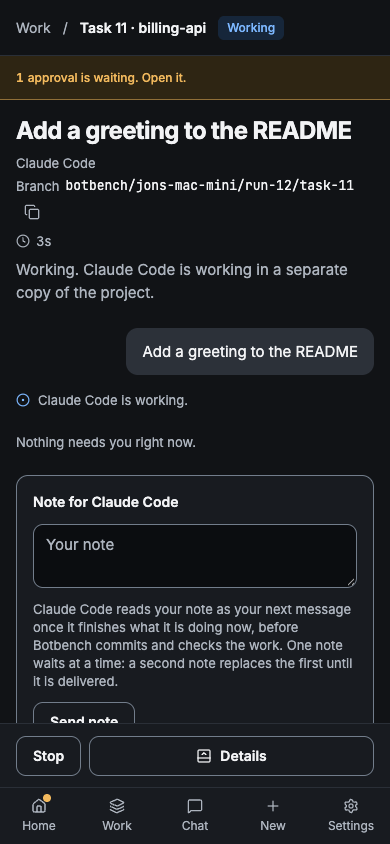 Work / Task 11 · billing-api Working
1 approval is waiting. Open it.
Add a greeting to the README
Claude Code
Branch botbench/jons-mac-mini/run-12/task-11
3s
Working. Claude Code is working in a separate
copy of the project.
Add a greeting to the README
Claude Code is working.
Nothing needs you right now.
Note for Claude Code
Your note
Claude Code reads your note as your next message
once it finishes what it is doing now, before
Botbench commits and checks the work. One note
waits at a time: a second note replaces the first until
it is delivered.
Send note
Stop Details
Home Work Chat New Settings